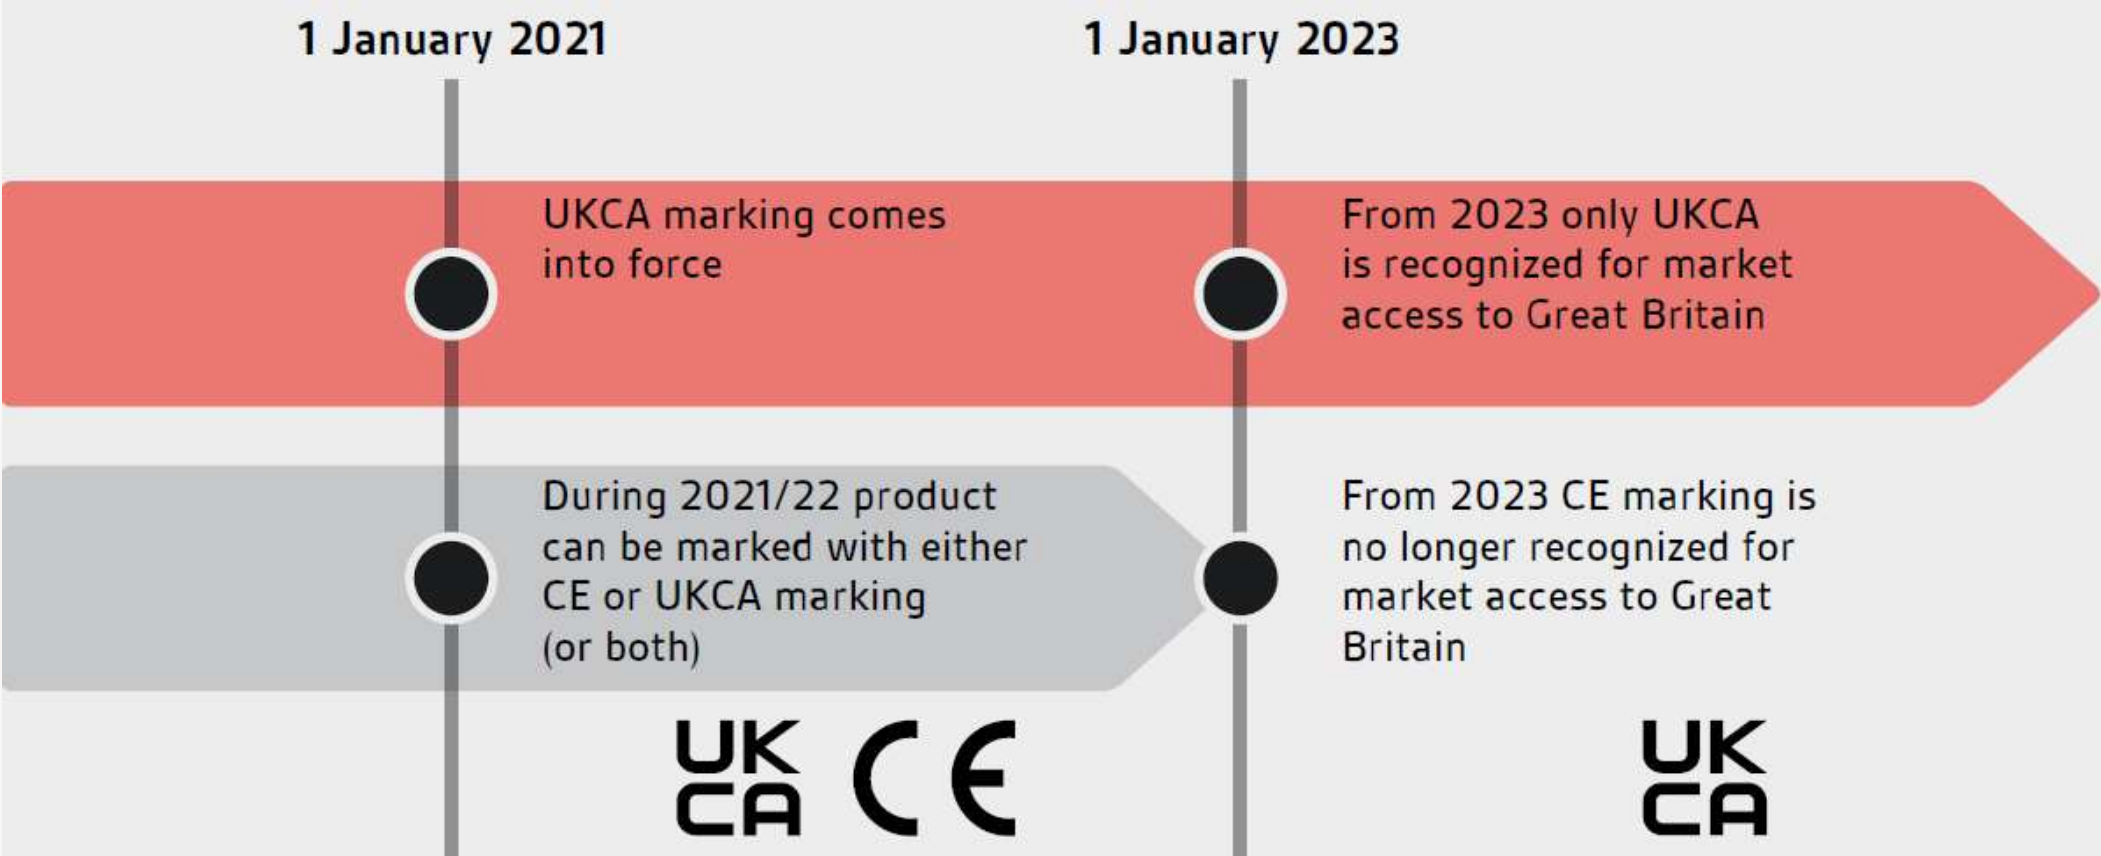 1 January 2021
1 January 2023
UKCA marking comes
into force
From 2023 only UKCA
is recognized for market
access to Great Britain
During 2021/22 product
can be marked with either
CE or UKCA marking
(or both)
From 2023 CE marking is
no longer recognized for
market access to Great
Britain
UK
CA
CE
UK
CA